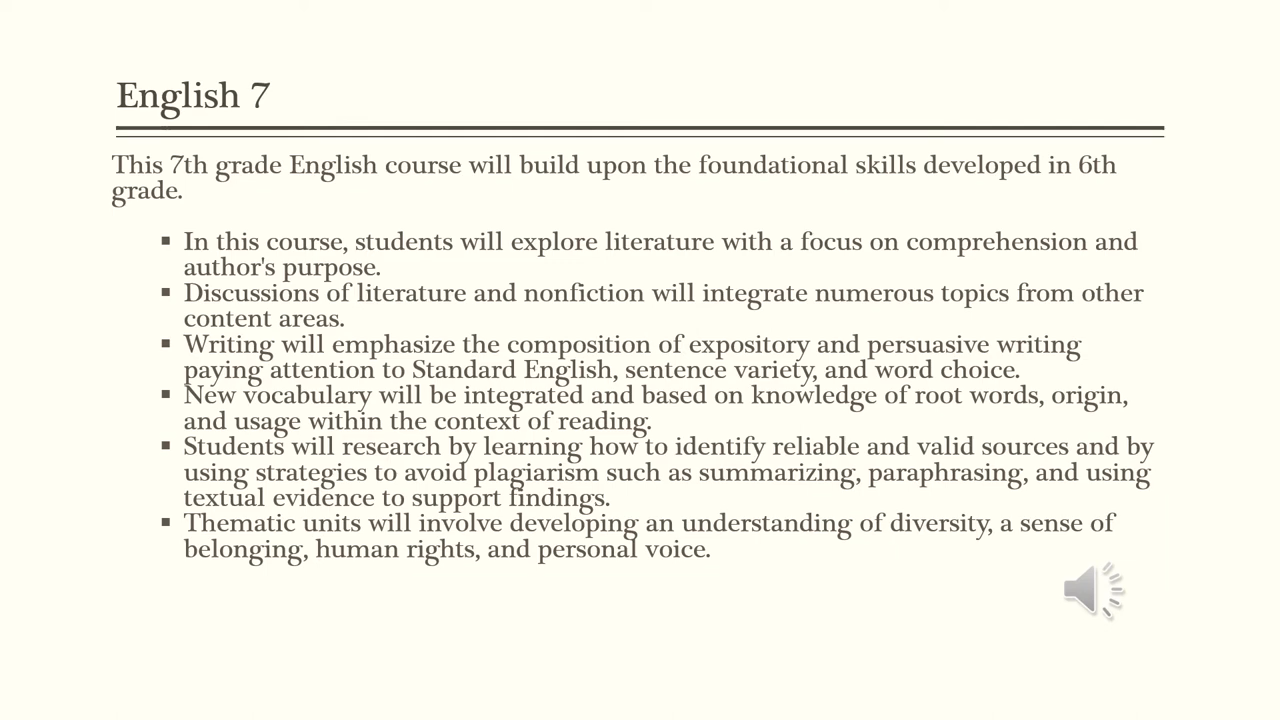 English 7
This 7th grade English course will build upon the foundational skills developed in 6th
grade.
▪ In this course, students will explore literature with a focus on comprehension and
author's purpose.
▪ Discussions of literature and nonfiction will integrate numerous topics from other
content areas.
▪ Writing will emphasize the composition of expository and persuasive writing
paying attention to Standard English, sentence variety, and word choice.
▪ New vocabulary will be integrated and based on knowledge of root words, origin,
and usage within the context of reading.
▪ Students will research by learning how to identify reliable and valid sources and by
using strategies to avoid plagiarism such as summarizing, paraphrasing, and using
textual evidence to support findings.
▪ Thematic units will involve developing an understanding of diversity, a sense of
belonging, human rights, and personal voice.